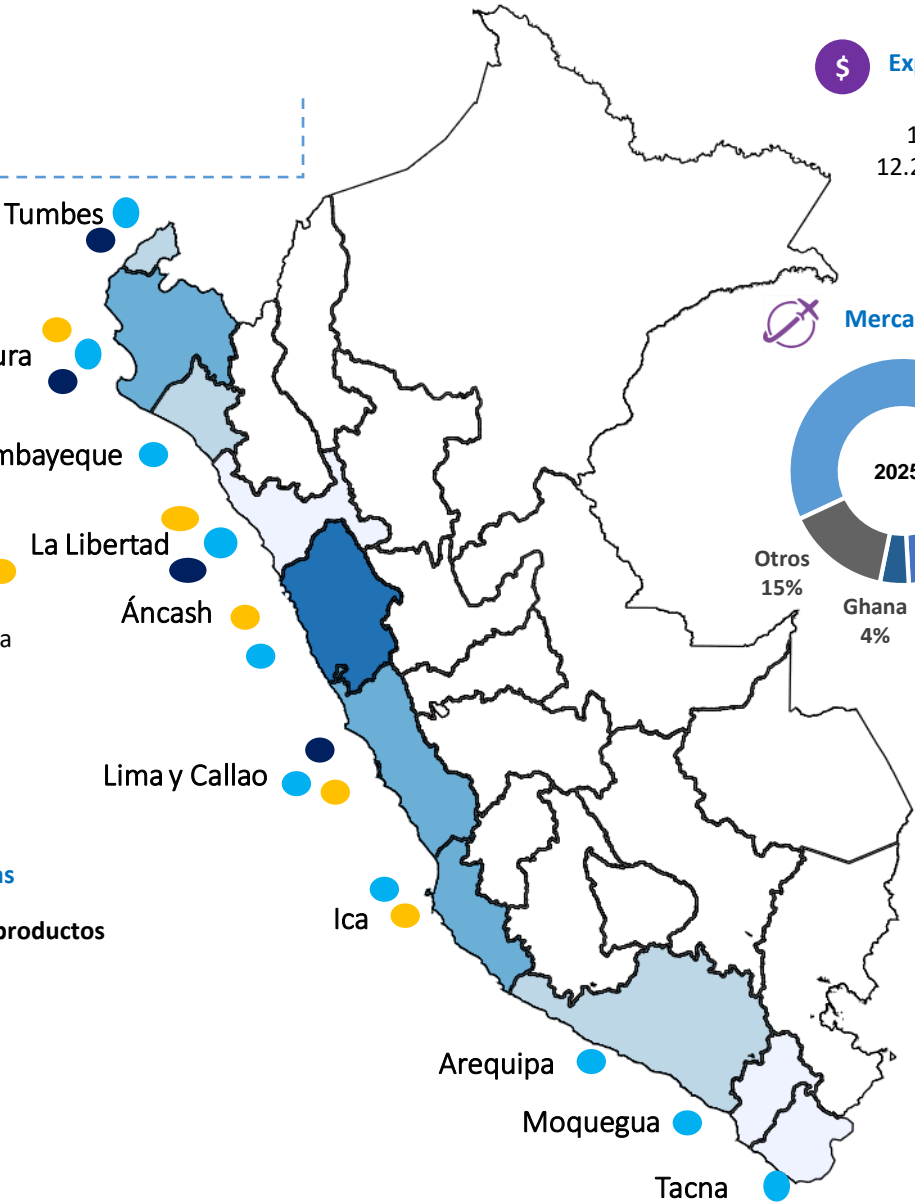 $
Exp
1
12.2
Tumbes
ura
Merca
mbayeque
2025
La Libertad
Otros
15%
Áncash
Ghana
4%
a
Lima y Callao
as
productos
Ica
Arequipa
Moquegua
Tacna